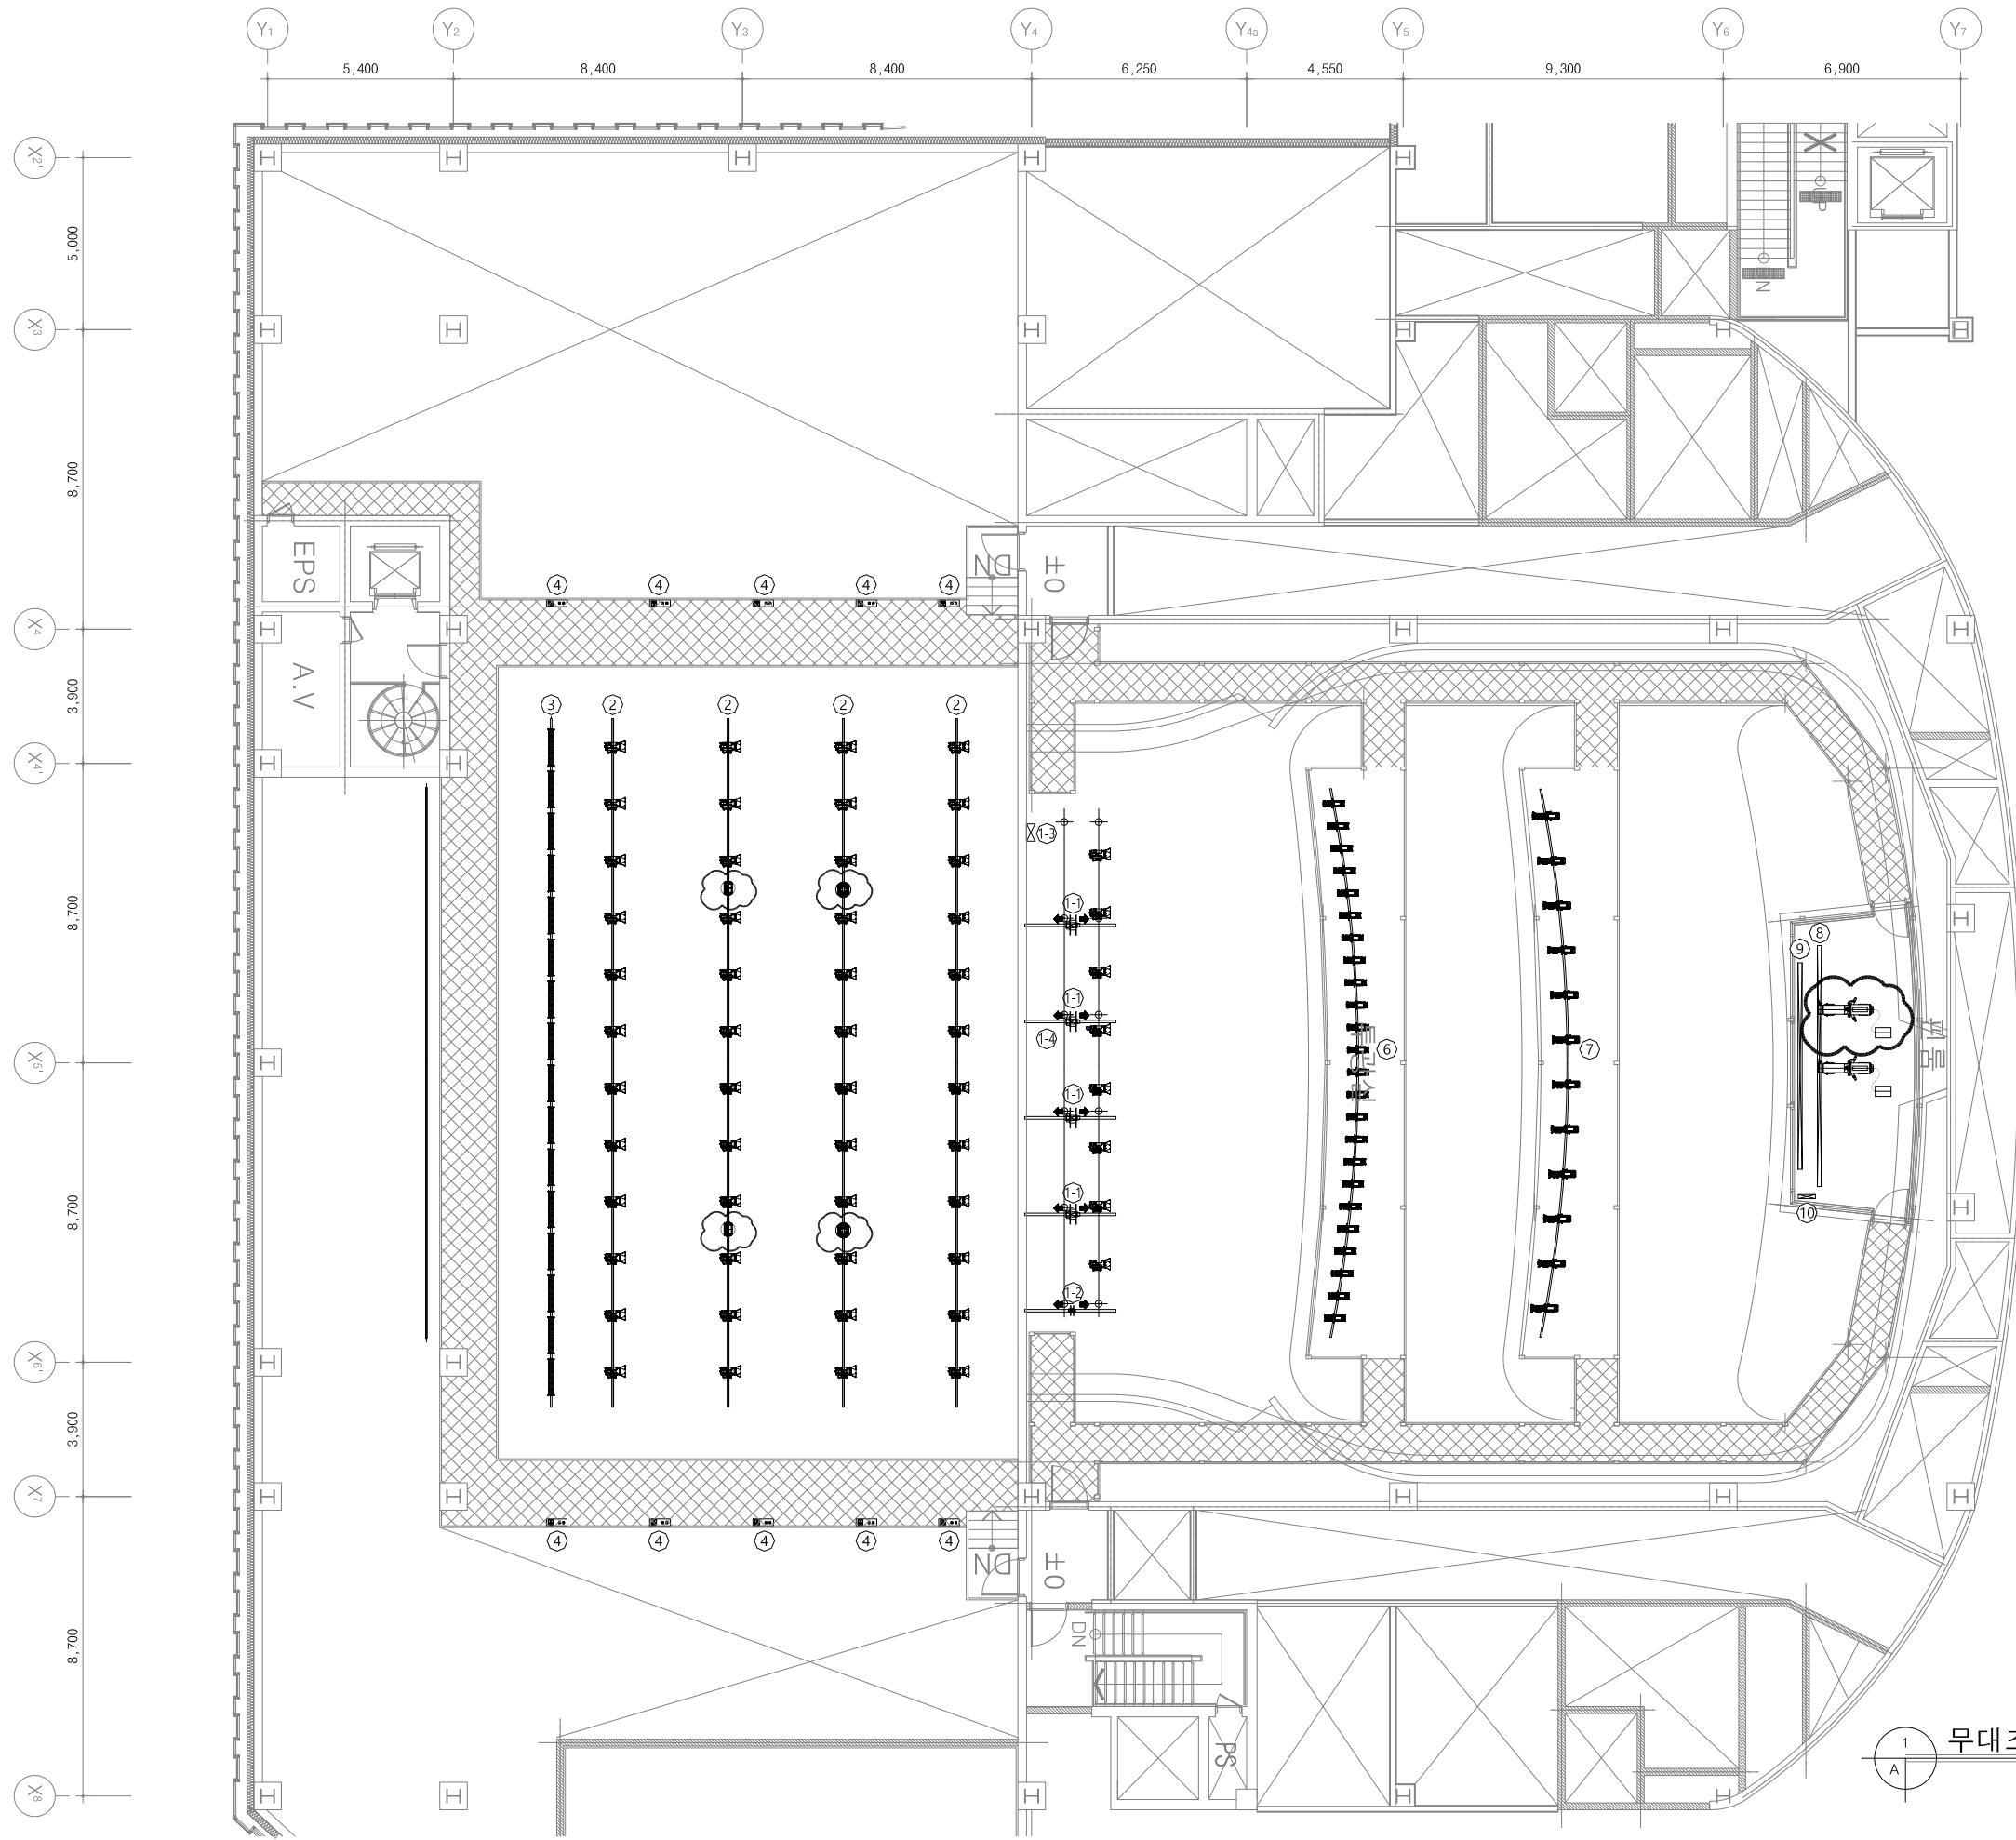 Y1 Y2 Y3 Y4 Y4a Y5 Y6 Y7
5,400 8,400 8,400 6,250 4,550 9,300 6,900
X2'
5,000
X3
8,700
X4
3,900
X4'
8,700
X5'
8,700
X6'
3,900
X7
8,700
X8
UP
DN
EPS
A.V
DN
±0
4 4 4 4 4
3 2 2 2 2
1-3
1-1
1-1
1-4
1-1
1-1
1-2
6
7
9 8
10
4 4 4 4 4
DN
±0
DN
PS
1
A
무대조